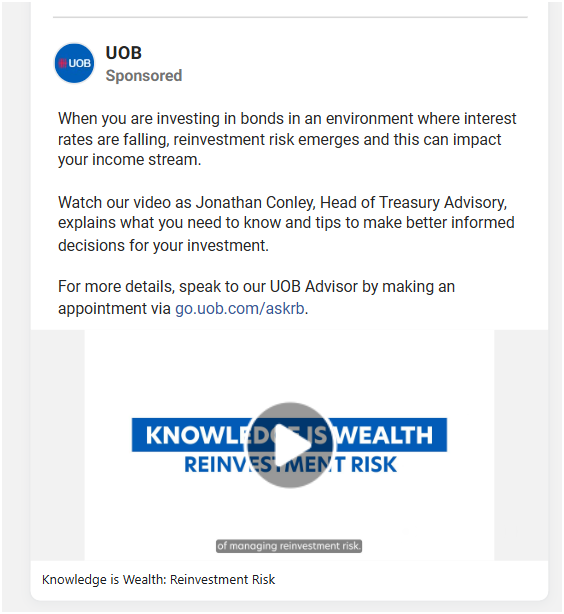 UOB
UOB
Sponsored
When you are investing in bonds in an environment where interest
rates are falling, reinvestment risk emerges and this can impact
your income stream.
Watch our video as Jonathan Conley, Head of Treasury Advisory,
explains what you need to know and tips to make better informed
decisions for your investment.
For more details, speak to our UOB Advisor by making an
appointment via go.uob.com/askrb.
KNOWLEDGE IS WEALTH
REINVESTMENT RISK
of managing reinvestment risk.
Knowledge is Wealth: Reinvestment Risk